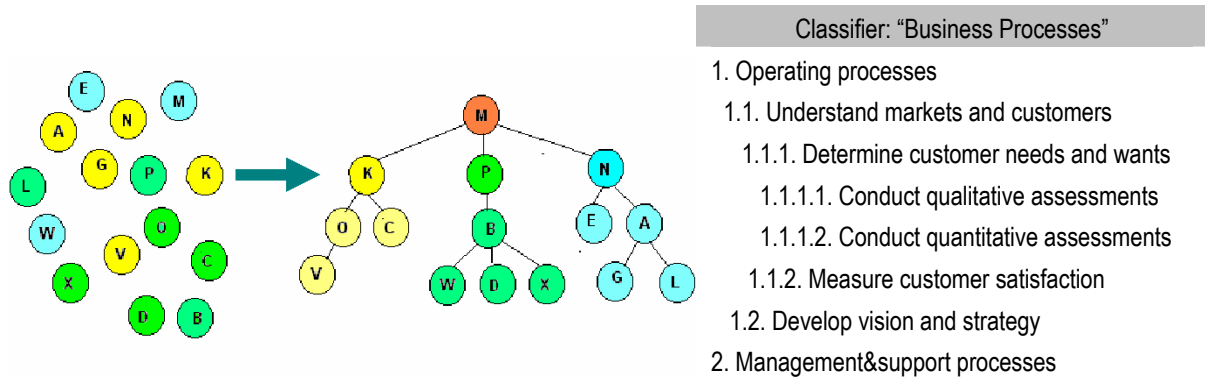 E
M
N
A
G
P
K
L
O
W
V
C
X
D
B
M
K
P
N
O
C
B
E
A
V
W
D
X
G
L
Classifier: “Business Processes”
1. Operating processes
1.1. Understand markets and customers
1.1.1. Determine customer needs and wants
1.1.1.1. Conduct qualitative assessments
1.1.1.2. Conduct quantitative assessments
1.1.2. Measure customer satisfaction
1.2. Develop vision and strategy
2. Management&support processes